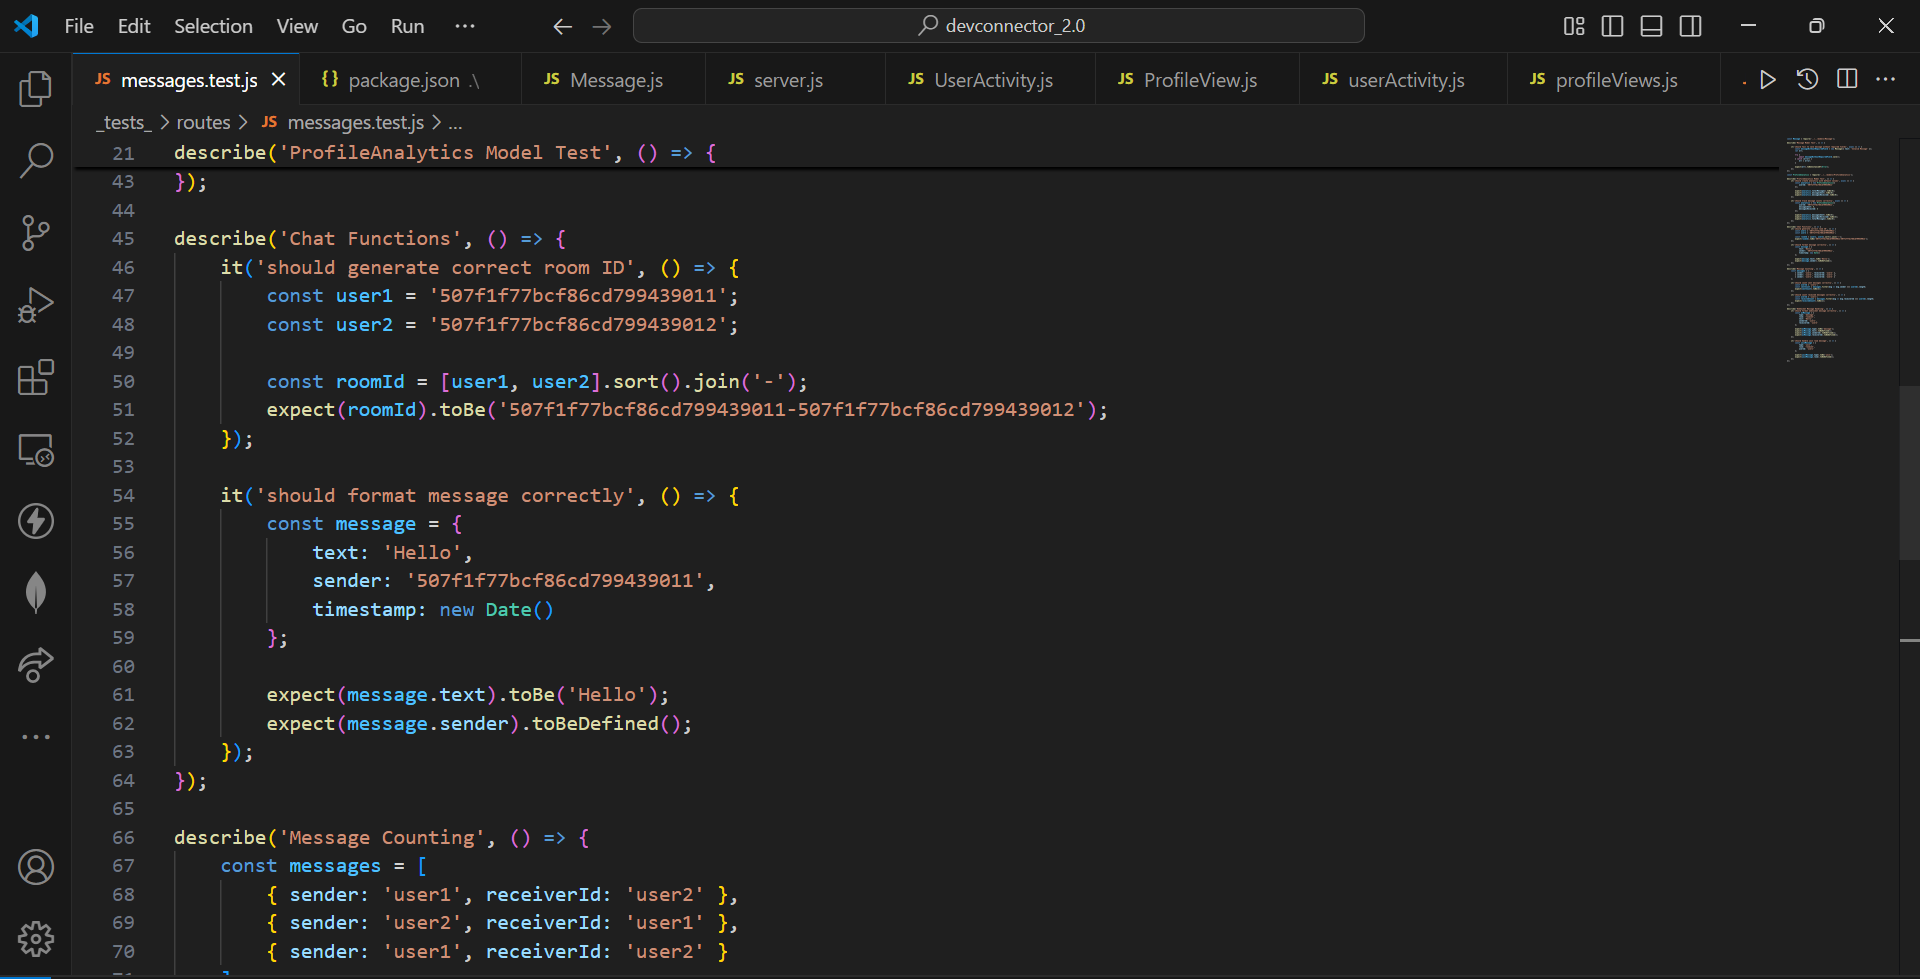 File Edit Selection View Go Run ··· devconnector_2.0
JS messages.test.js {} package.json .\ JS Message.js JS server.js JS UserActivity.js JS ProfileView.js JS userActivity.js JS profileViews.js
_tests_ > routes > JS messages.test.js > ...
21 describe('ProfileAnalytics Model Test', () => {
43 });
44
45 describe('Chat Functions', () => {
46 it('should generate correct room ID', () => {
47 const user1 = '507f1f77bcf86cd799439011';
48 const user2 = '507f1f77bcf86cd799439012';
49
50 const roomId = [user1, user2].sort().join('-');
51 expect(roomId).toBe('507f1f77bcf86cd799439011-507f1f77bcf86cd799439012');
52 });
53
54 it('should format message correctly', () => {
55 const message = {
56 text: 'Hello',
57 sender: '507f1f77bcf86cd799439011',
58 timestamp: new Date()
59 };
60
61 expect(message.text).toBe('Hello');
62 expect(message.sender).toBeDefined();
63 });
64 });
65
66 describe('Message Counting', () => {
67 const messages = [
68 { sender: 'user1', receiverId: 'user2' },
69 { sender: 'user2', receiverId: 'user1' },
70 { sender: 'user1', receiverId: 'user2' }